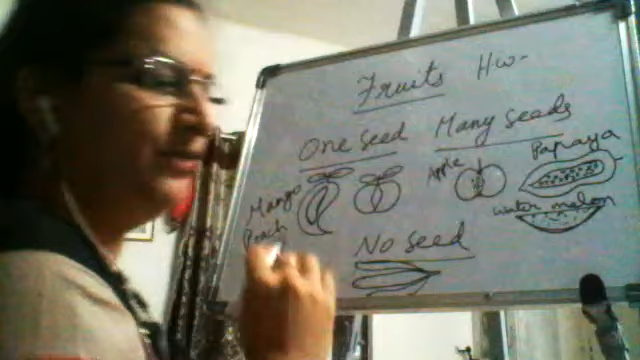 Fruits Hw-
One seed Many seeds
Mango
Peach
Apple
Papaya
water melon
No seed